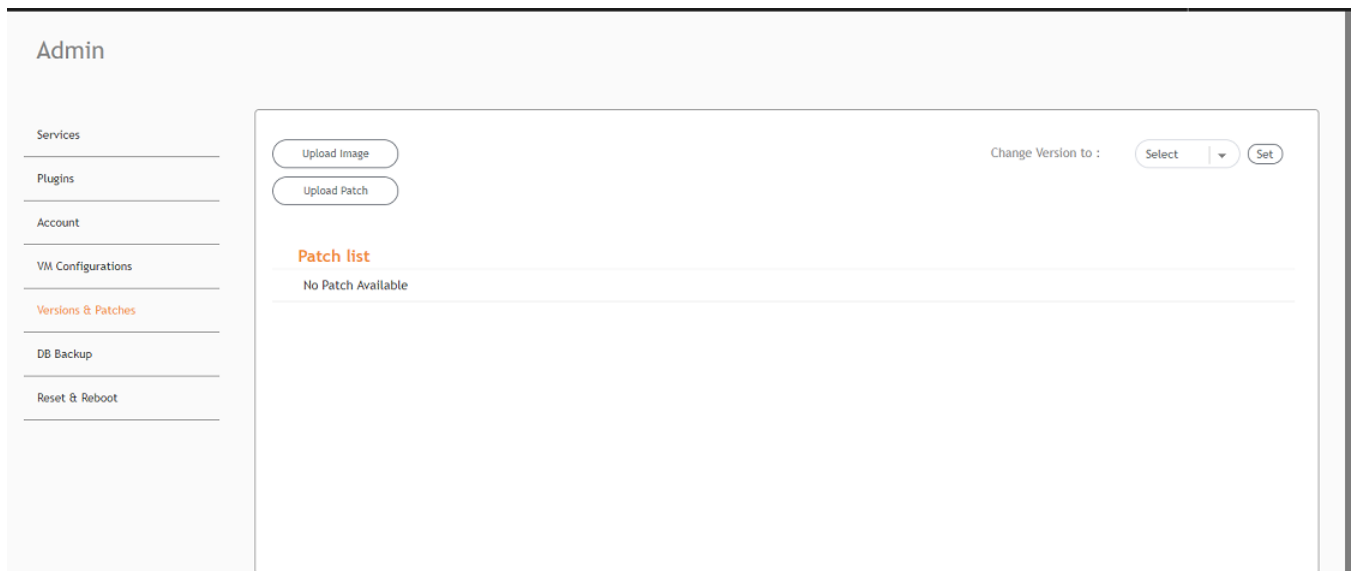 Admin
Services
Plugins
Account
VM Configurations
Versions & Patches
DB Backup
Reset & Reboot
Upload Image
Upload Patch
Change Version to :
Select
Set
Patch list
No Patch Available